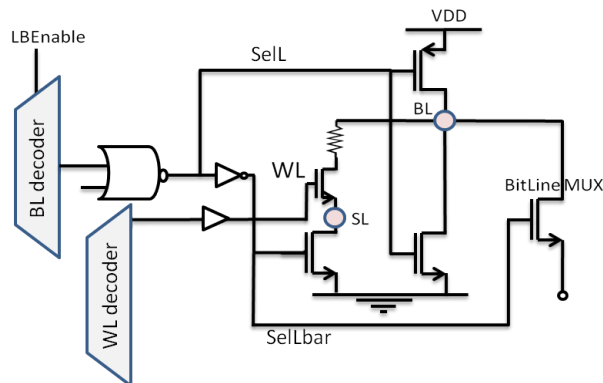 VDD
LBEnable
SelL
BL
BL decoder
WL
BitLine MUX
SL
WL decoder
SelLbar